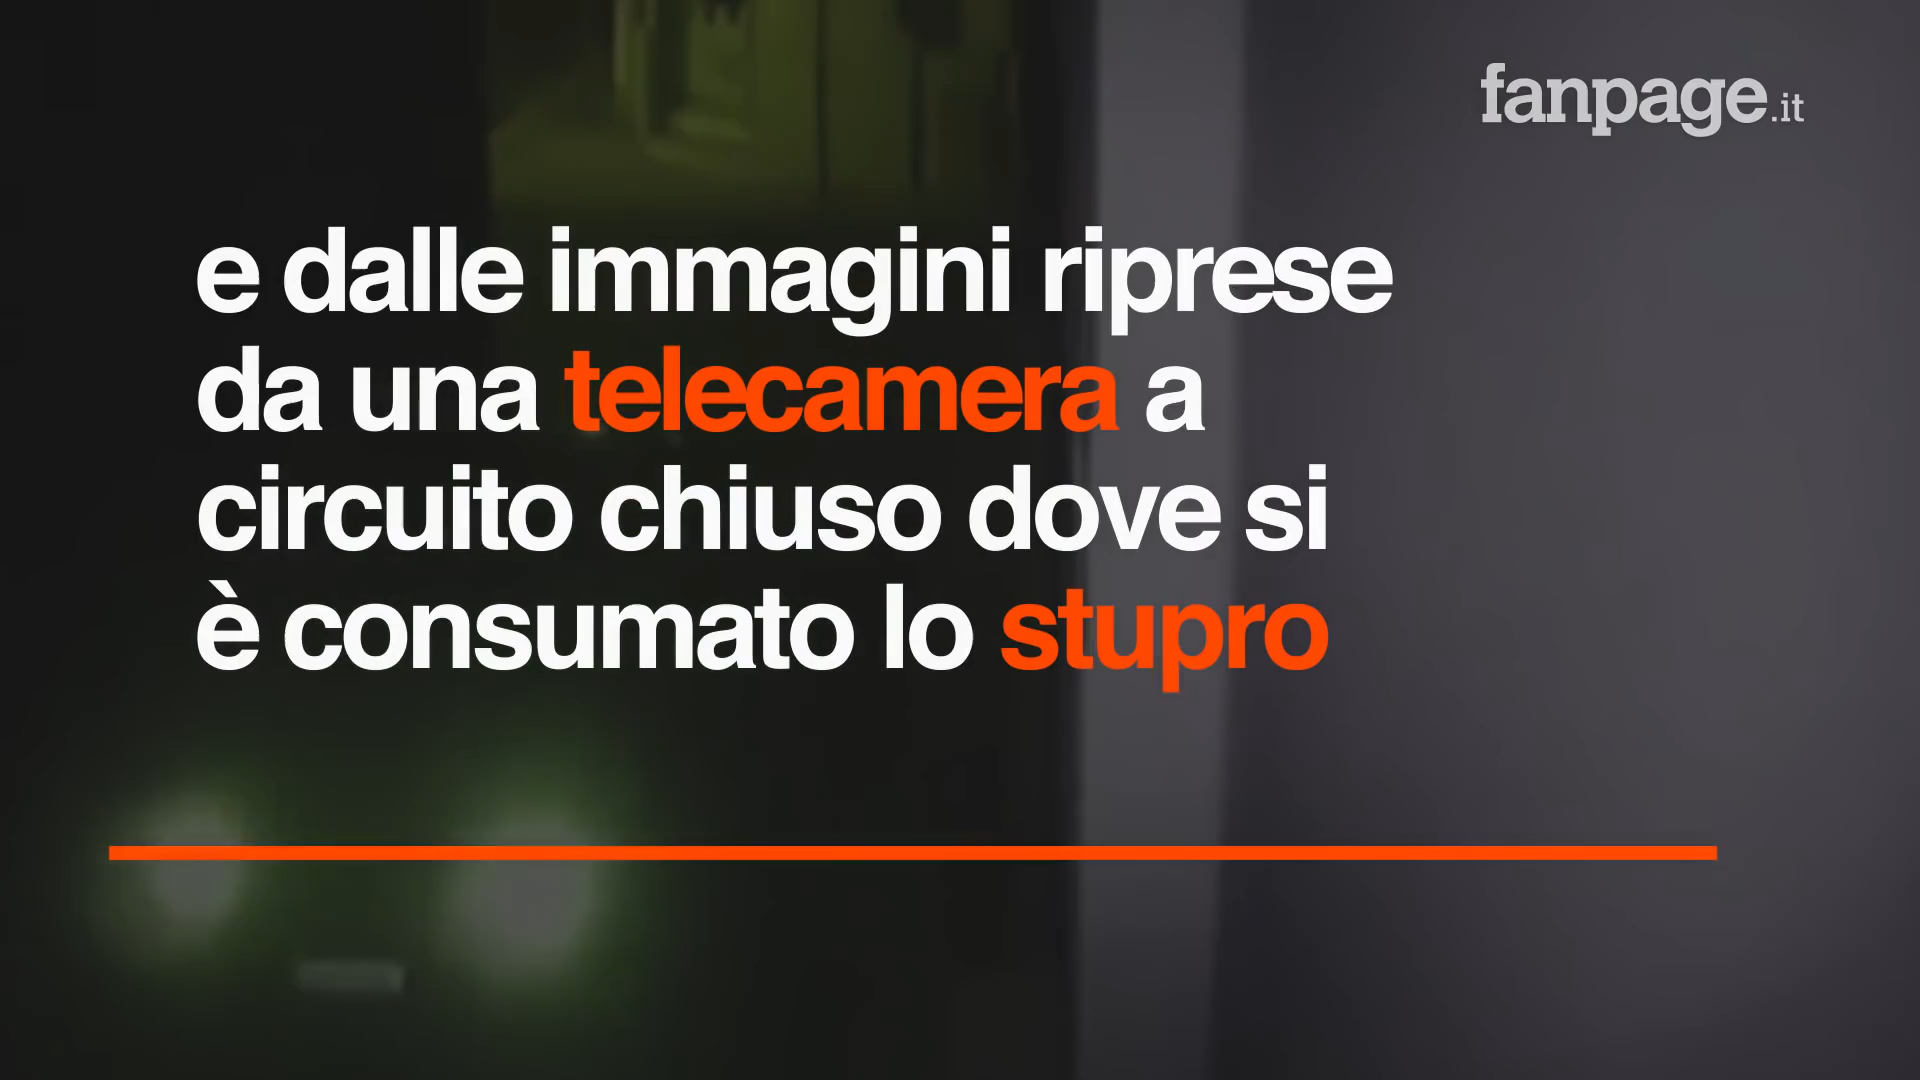 fanpage.it
e dalle immagini riprese
da una telecamera a
circuito chiuso dove si
è consumato lo stupro